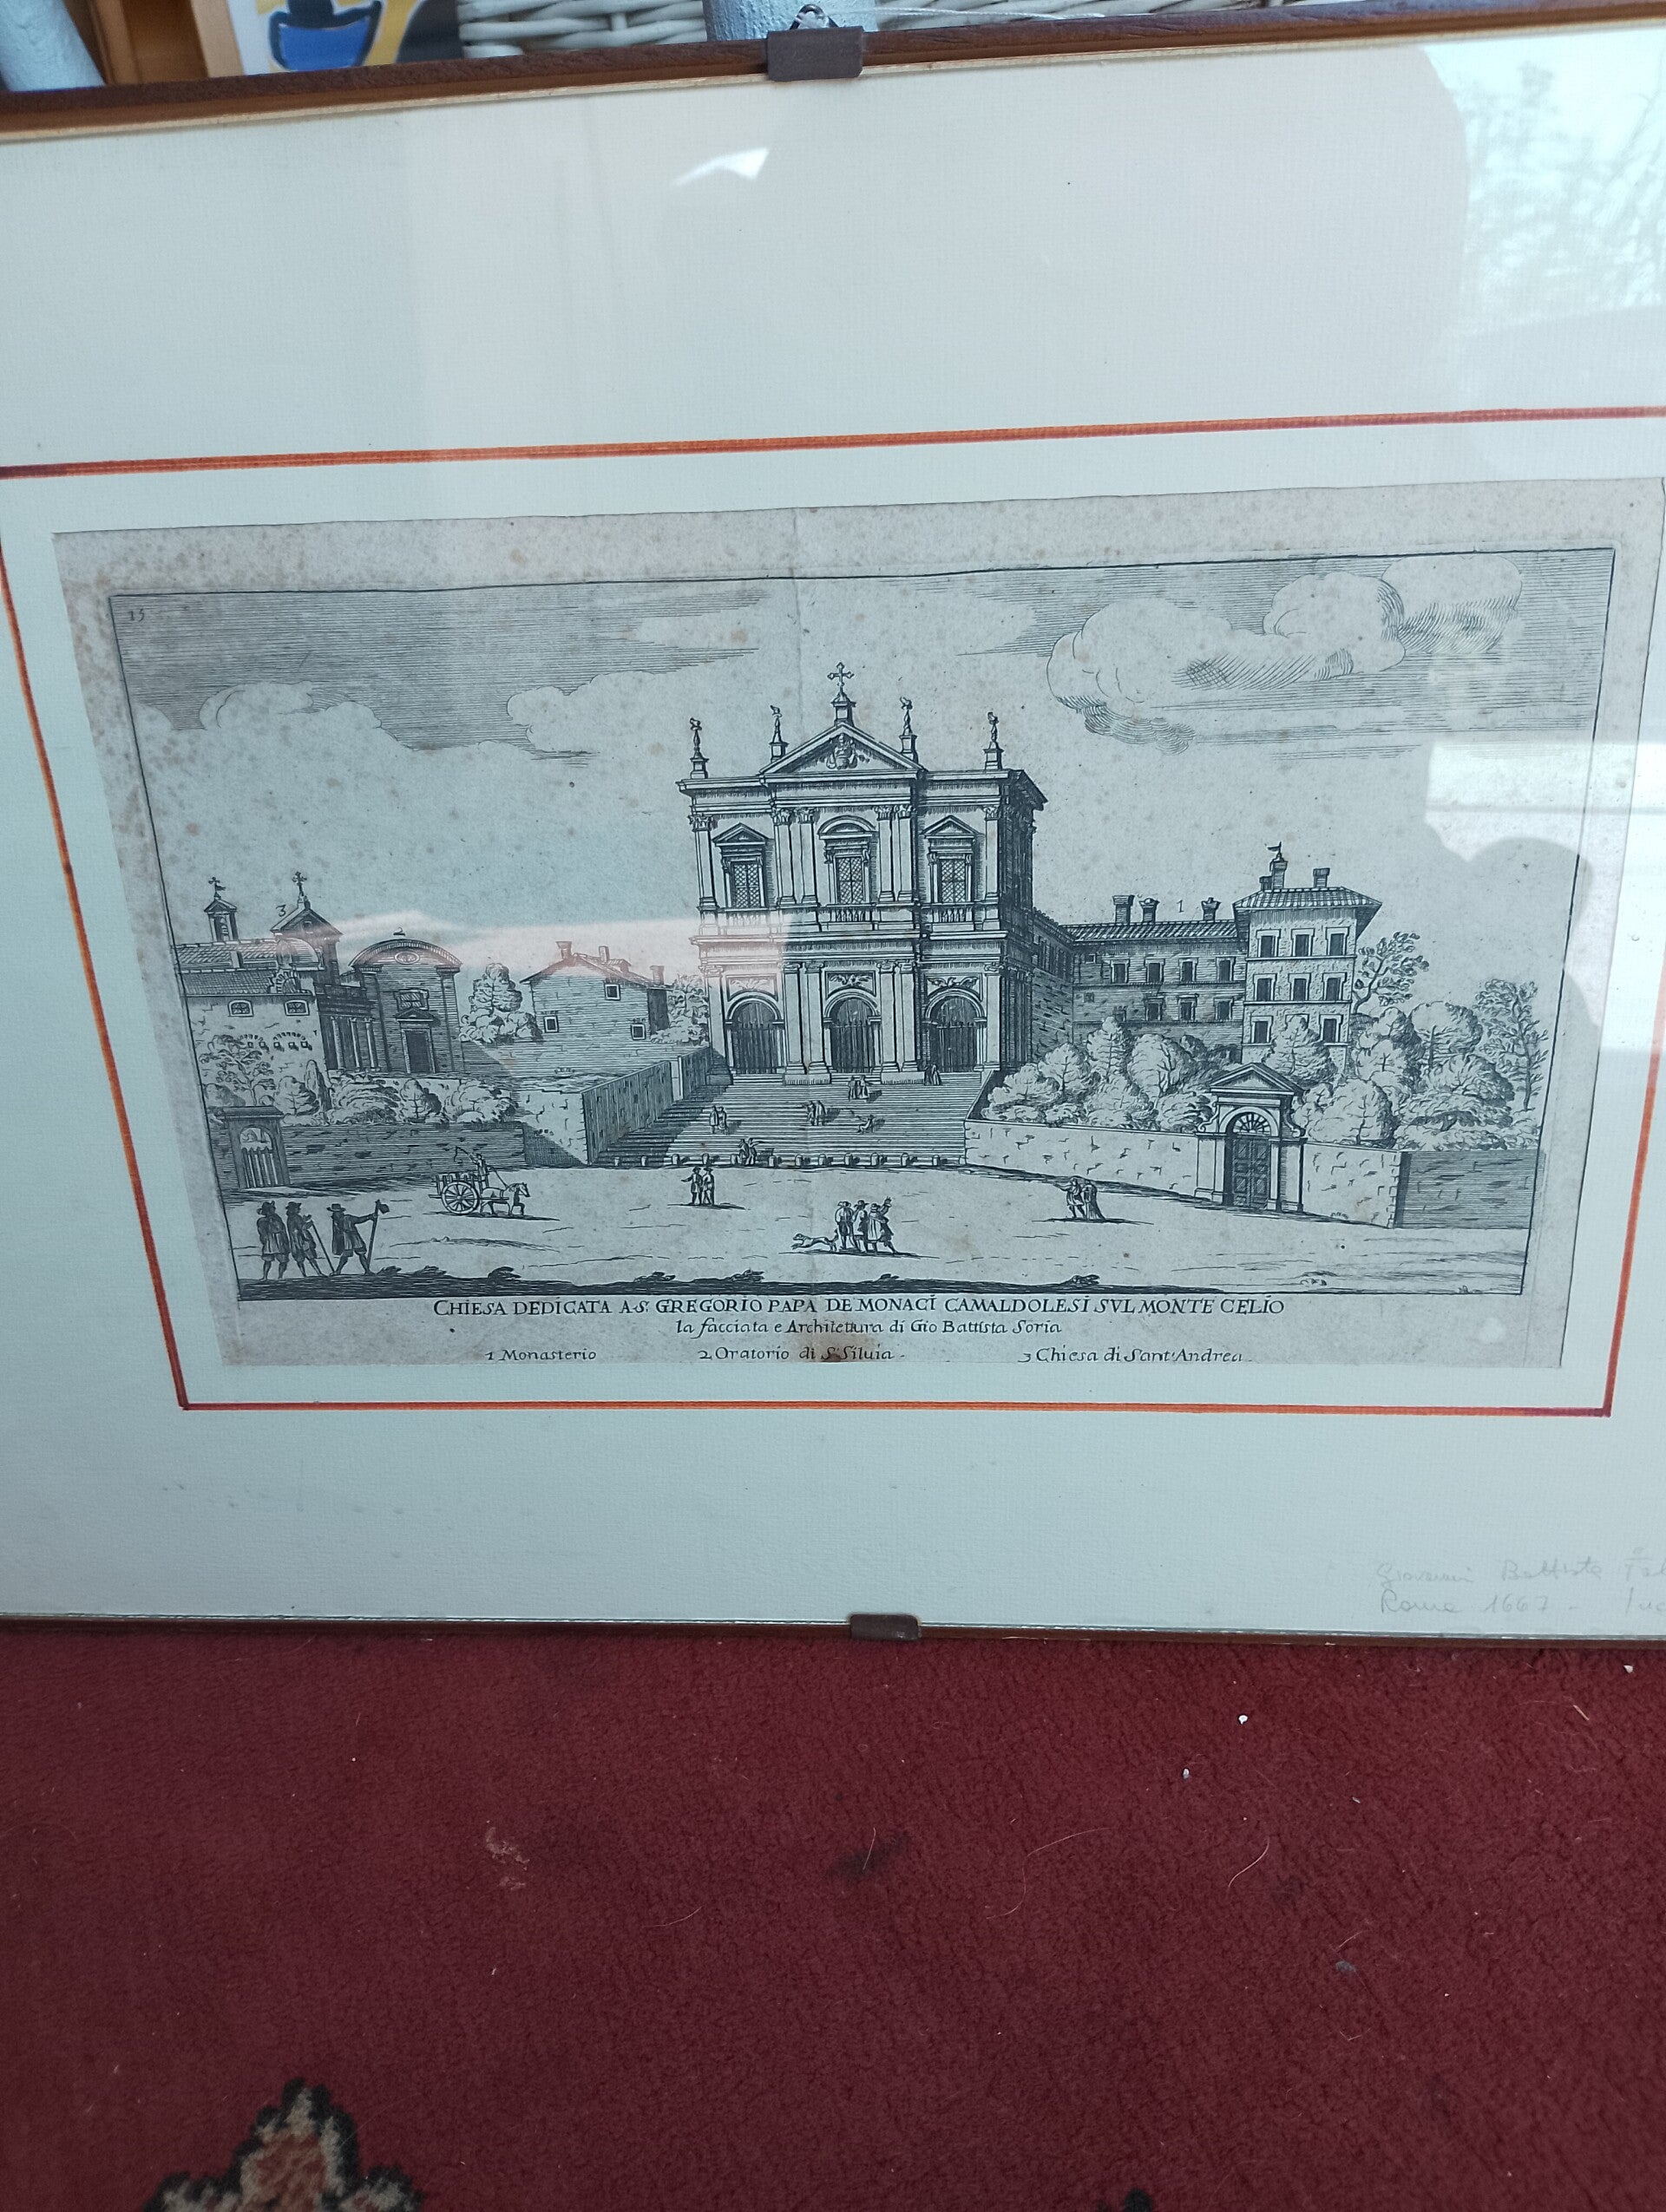 15
3
1
CHIESA DEDICATA A S. GREGORIO PAPA DE MONACI CAMALDOLESI SVL MONTE CELIO
la facciata e Architettura di Gio Battista Soria
1 Monasterio 2 Oratorio di S. Siluia. 3 Chiesa di Sant'Andrea.
Giovanni Battista
Roma 1667 -